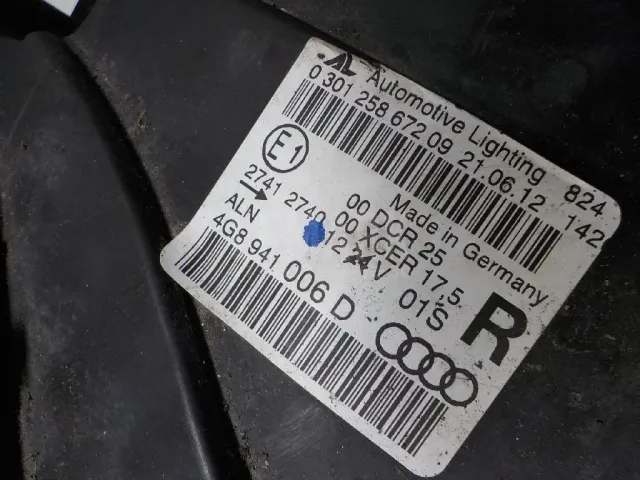 AL Automotive Lighting 824
0 301 258 672 09 21.06.12 142
E1
Made in Germany
00 DCR 25
2741 2740 00 XCER 17,5
→ 12 24 V 01S
ALN
4G8 941 006 D
R